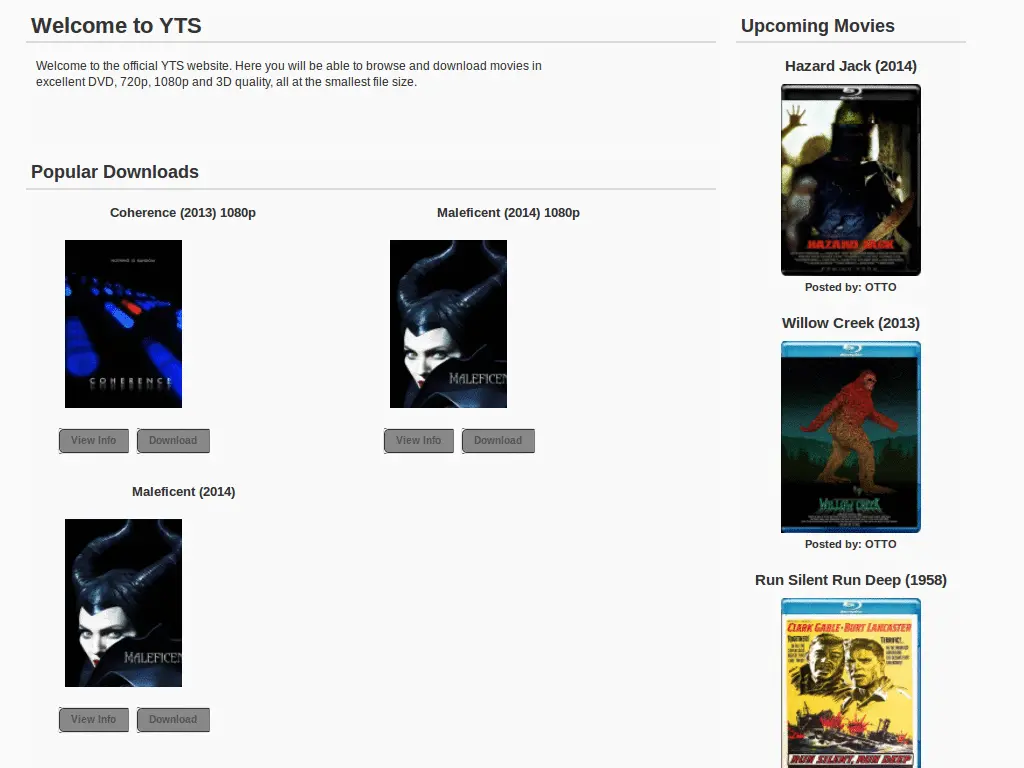 Welcome to YTS
Welcome to the official YTS website. Here you will be able to browse and download movies in
excellent DVD, 720p, 1080p and 3D quality, all at the smallest file size.
Popular Downloads
Coherence (2013) 1080p
COHERENCE
View Info
Download
Maleficent (2014) 1080p
MALEFICEN
View Info
Download
Maleficent (2014)
MALEFICEN
View Info
Download
Upcoming Movies
Hazard Jack (2014)
HAZARD JACK
Posted by: OTTO
Willow Creek (2013)
WILLOW CREEK
Posted by: OTTO
Run Silent Run Deep (1958)
CLARK GABLE · BURT LANCASTER
RUN SILENT, RUN DEEP